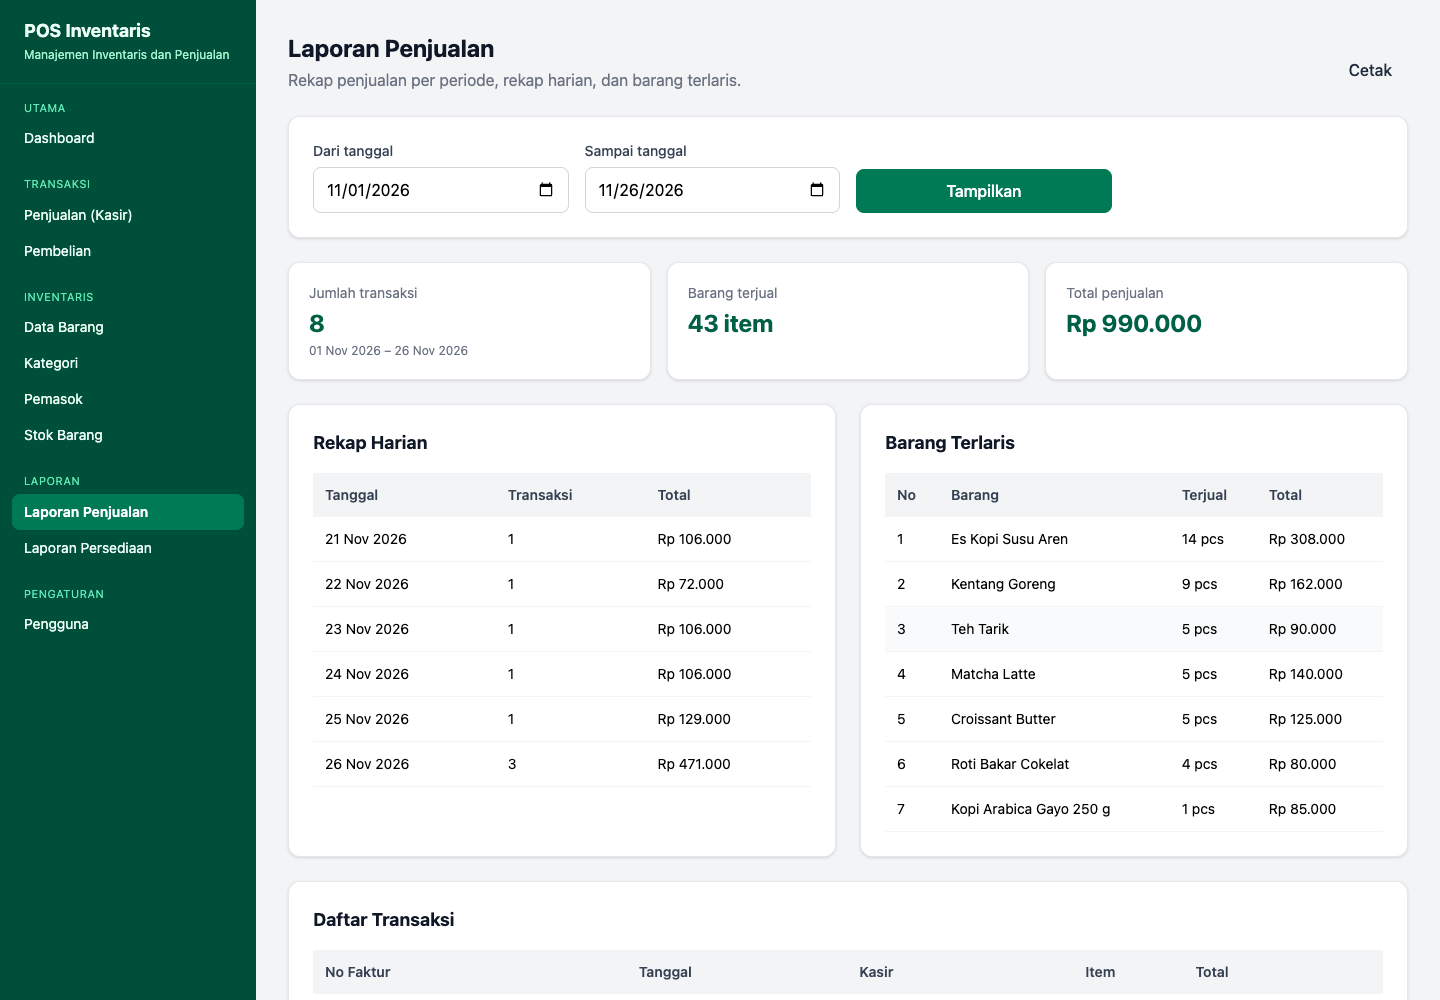 POS Inventaris
Manajemen Inventaris dan Penjualan
UTAMA
Dashboard
TRANSAKSI
Penjualan (Kasir)
Pembelian
INVENTARIS
Data Barang
Kategori
Pemasok
Stok Barang
LAPORAN
Laporan Penjualan
Laporan Persediaan
PENGATURAN
Pengguna
Laporan Penjualan
Rekap penjualan per periode, rekap harian, dan barang terlaris.
Cetak
Dari tanggal
11/01/2026
Sampai tanggal
11/26/2026
Tampilkan
Jumlah transaksi
8
01 Nov 2026 – 26 Nov 2026
Barang terjual
43 item
Total penjualan
Rp 990.000
Rekap Harian
Tanggal Transaksi Total
21 Nov 2026 1 Rp 106.000
22 Nov 2026 1 Rp 72.000
23 Nov 2026 1 Rp 106.000
24 Nov 2026 1 Rp 106.000
25 Nov 2026 1 Rp 129.000
26 Nov 2026 3 Rp 471.000
Barang Terlaris
No Barang Terjual Total
1 Es Kopi Susu Aren 14 pcs Rp 308.000
2 Kentang Goreng 9 pcs Rp 162.000
3 Teh Tarik 5 pcs Rp 90.000
4 Matcha Latte 5 pcs Rp 140.000
5 Croissant Butter 5 pcs Rp 125.000
6 Roti Bakar Cokelat 4 pcs Rp 80.000
7 Kopi Arabica Gayo 250 g 1 pcs Rp 85.000
Daftar Transaksi
No Faktur Tanggal Kasir Item Total